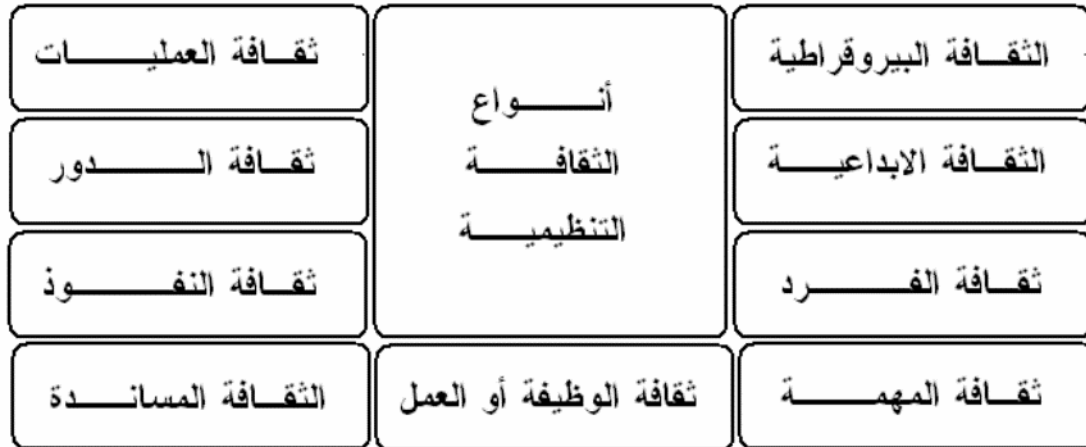 أنواع
الثقافة
التنظيمية
الثقافة البيروقراطية
ثقافة العمليات
الثقافة الابداعية
ثقافة الدور
ثقافة الفرد
ثقافة النفوذ
ثقافة المهمة
ثقافة الوظيفة أو العمل
الثقافة المساندة